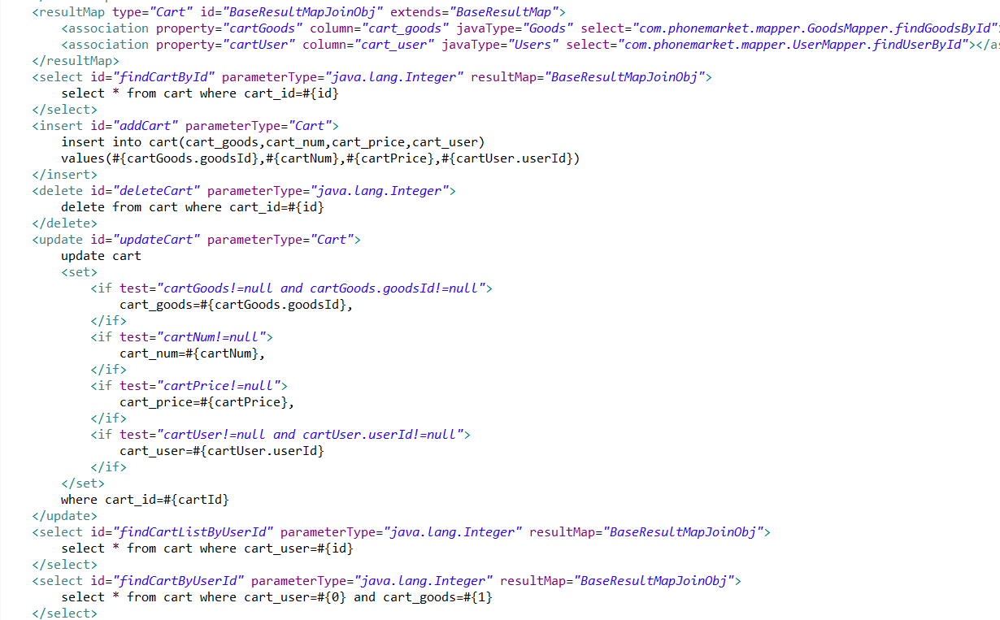 <resultMap type="Cart" id="BaseResultMapJoinObj" extends="BaseResultMap">
<association property="cartGoods" column="cart_goods" javaType="Goods" select="com.phonemarket.mapper.GoodsMapper.findGoodsById"
<association property="cartUser" column="cart_user" javaType="Users" select="com.phonemarket.mapper.UserMapper.findUserById"></as
</resultMap>
<select id="findCartById" parameterType="java.lang.Integer" resultMap="BaseResultMapJoinObj">
select * from cart where cart_id=#{id}
</select>
<insert id="addCart" parameterType="Cart">
insert into cart(cart_goods,cart_num,cart_price,cart_user)
values(#{cartGoods.goodsId},#{cartNum},#{cartPrice},#{cartUser.userId})
</insert>
<delete id="deleteCart" parameterType="java.lang.Integer">
delete from cart where cart_id=#{id}
</delete>
<update id="updateCart" parameterType="Cart">
update cart
<set>
<if test="cartGoods!=null and cartGoods.goodsId!=null">
cart_goods=#{cartGoods.goodsId},
</if>
<if test="cartNum!=null">
cart_num=#{cartNum},
</if>
<if test="cartPrice!=null">
cart_price=#{cartPrice},
</if>
<if test="cartUser!=null and cartUser.userId!=null">
cart_user=#{cartUser.userId}
</if>
</set>
where cart_id=#{cartId}
</update>
<select id="findCartListByUserId" parameterType="java.lang.Integer" resultMap="BaseResultMapJoinObj">
select * from cart where cart_user=#{id}
</select>
<select id="findCartByUserId" parameterType="java.lang.Integer" resultMap="BaseResultMapJoinObj">
select * from cart where cart_user=#{0} and cart_goods=#{1}
</select>